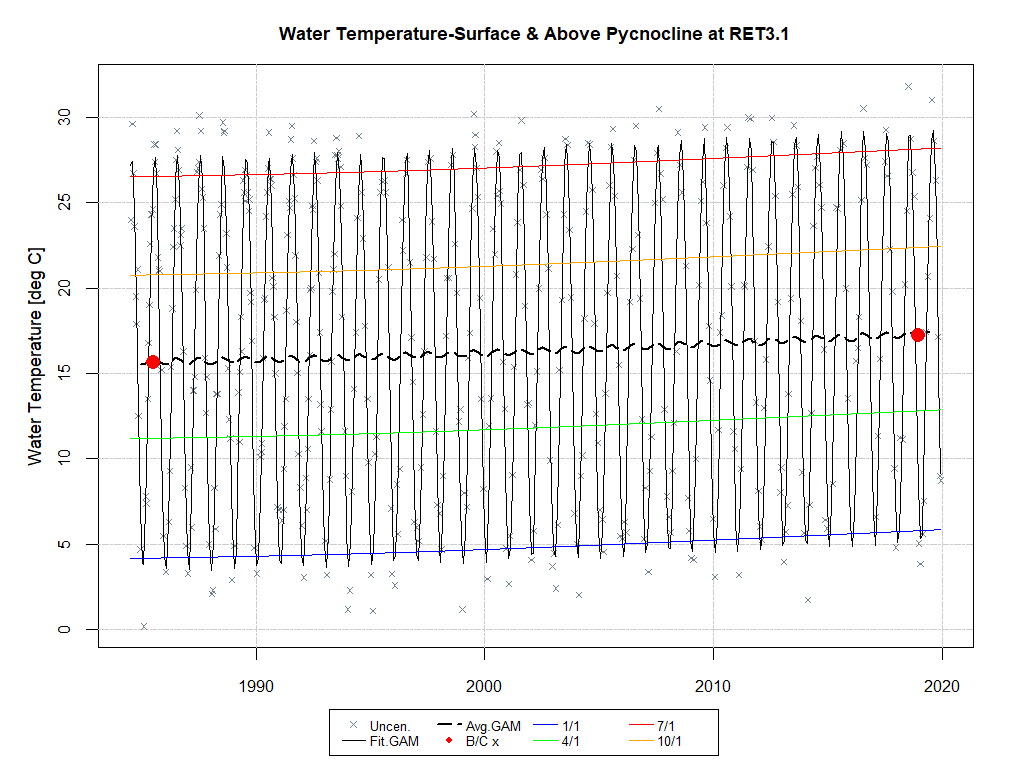 Water Temperature-Surface & Above Pycnocline at RET3.1
Water Temperature [deg C]
30
25
20
15
10
5
0
1990 2000 2010 2020
Uncen. Avg.GAM 1/1 7/1
Fit.GAM B/C x 4/1 10/1